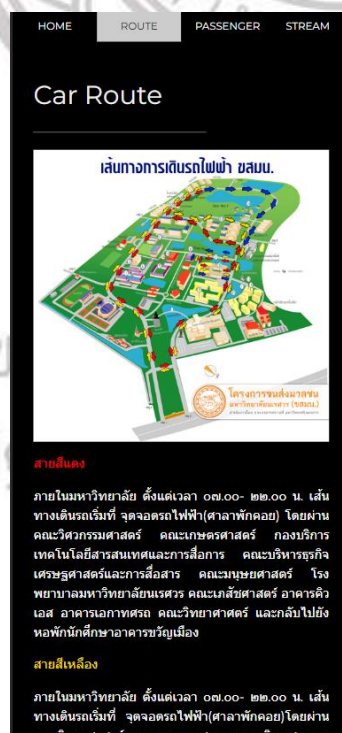 HOME ROUTE PASSENGER STREAM
Car Route
เส้นทางการเดินรถไฟฟ้า ขสมน.
โครงการขนส่งมวลชน
มหาวิทยาลัยนเรศวร (ขสมน.)
สายสีแดง
ภายในมหาวิทยาลัย ตั้งแต่เวลา ๐๗.๐๐- ๒๒.๐๐ น. เส้น
ทางเดินรถเริ่มที่ จุดจอดรถไฟฟ้า(ศาลาพักคอย) โดยผ่าน
คณะวิศวกรรมศาสตร์ คณะเกษตรศาสตร์ กองบริการ
เทคโนโลยีสารสนเทศและการสื่อการ คณะบริหารธุรกิจ
เศรษฐศาสตร์และการสื่อสาร คณะมนุษยศาสตร์ โรง
พยาบาลมหาวิทยาลัยนเรศวร คณะเภสัชศาสตร์ อาคารคิว
เอส อาคารเอกาทศรถ คณะวิทยาศาศตร์ และกลับไปยัง
หอพักนักศึกษาอาคารขวัญเมือง
สายสีเหลือง
ภายในมหาวิทยาลัย ตั้งแต่เวลา ๐๗.๐๐- ๒๒.๐๐ น. เส้น
ทางเดินรถเริ่มที่ จุดจอดรถไฟฟ้า(ศาลาพักคอย)โดยผ่าน